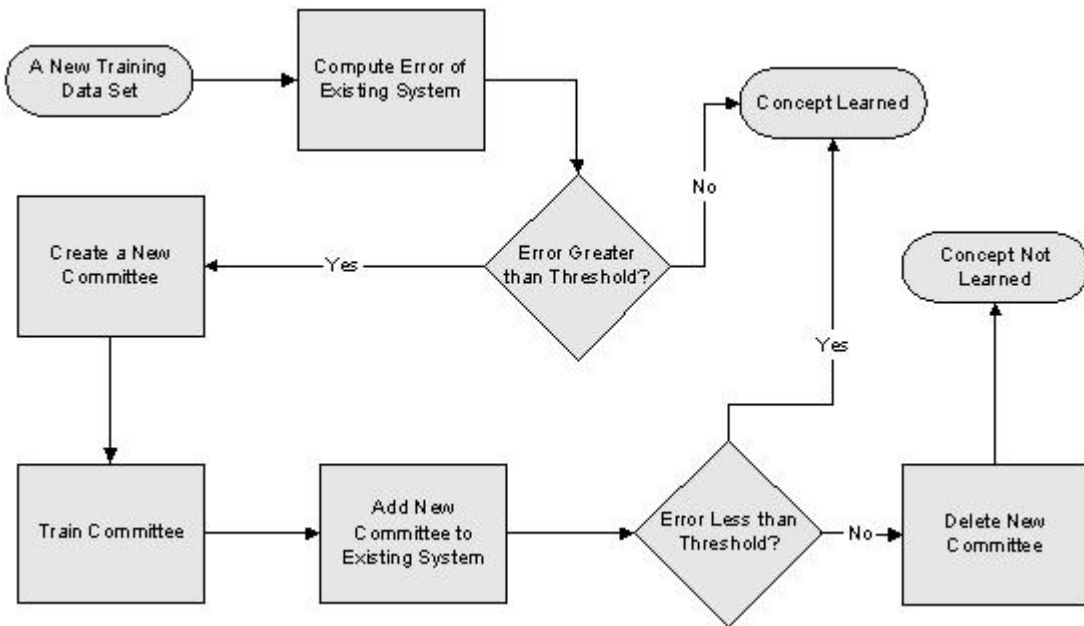 A New Training
Data Set
Compute Error of
Existing System
Concept Learned
No
Create a New
Committee
Yes
Error Greater
than Threshold?
Concept Not
Learned
Yes
Train Committee
Add New
Committee to
Existing System
Error Less than
Threshold?
No
Delete New
Committee